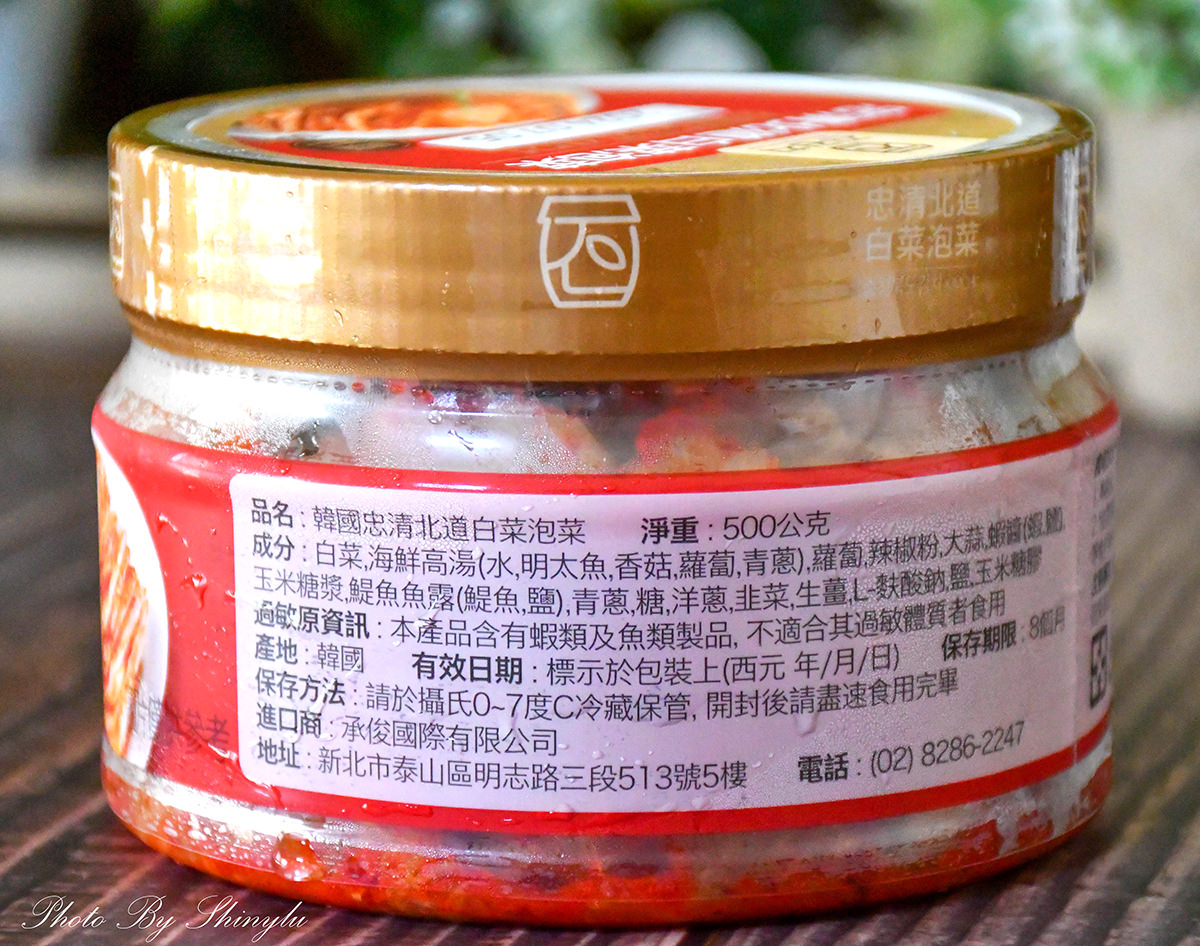 忠清北道
白菜泡菜
品名 : 韓國忠清北道白菜泡菜 淨重 : 500公克
成分 : 白菜,海鮮高湯(水,明太魚,香菇,蘿蔔,青蔥),蘿蔔,辣椒粉,大蒜,蝦醬(蝦,鹽),
玉米糖漿,鯷魚魚露(鯷魚,鹽),青蔥,糖,洋蔥,韭菜,生薑,L-麩酸鈉,鹽,玉米糖膠
過敏原資訊 : 本產品含有蝦類及魚類製品, 不適合其過敏體質者食用
產地 : 韓國 有效日期 : 標示於包裝上(西元 年/月/日) 保存期限 : 8個月
保存方法 : 請於攝氏0~7度C冷藏保管, 開封後請盡速食用完畢
進口商 : 承俊國際有限公司
地址 : 新北市泰山區明志路三段513號5樓 電話 : (02) 8286-2247
Photo By Shinylu